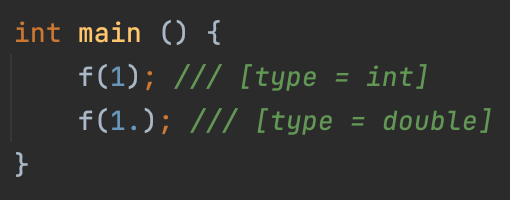 int main () {
    f(1); /// [type = int]
    f(1.); /// [type = double]
}